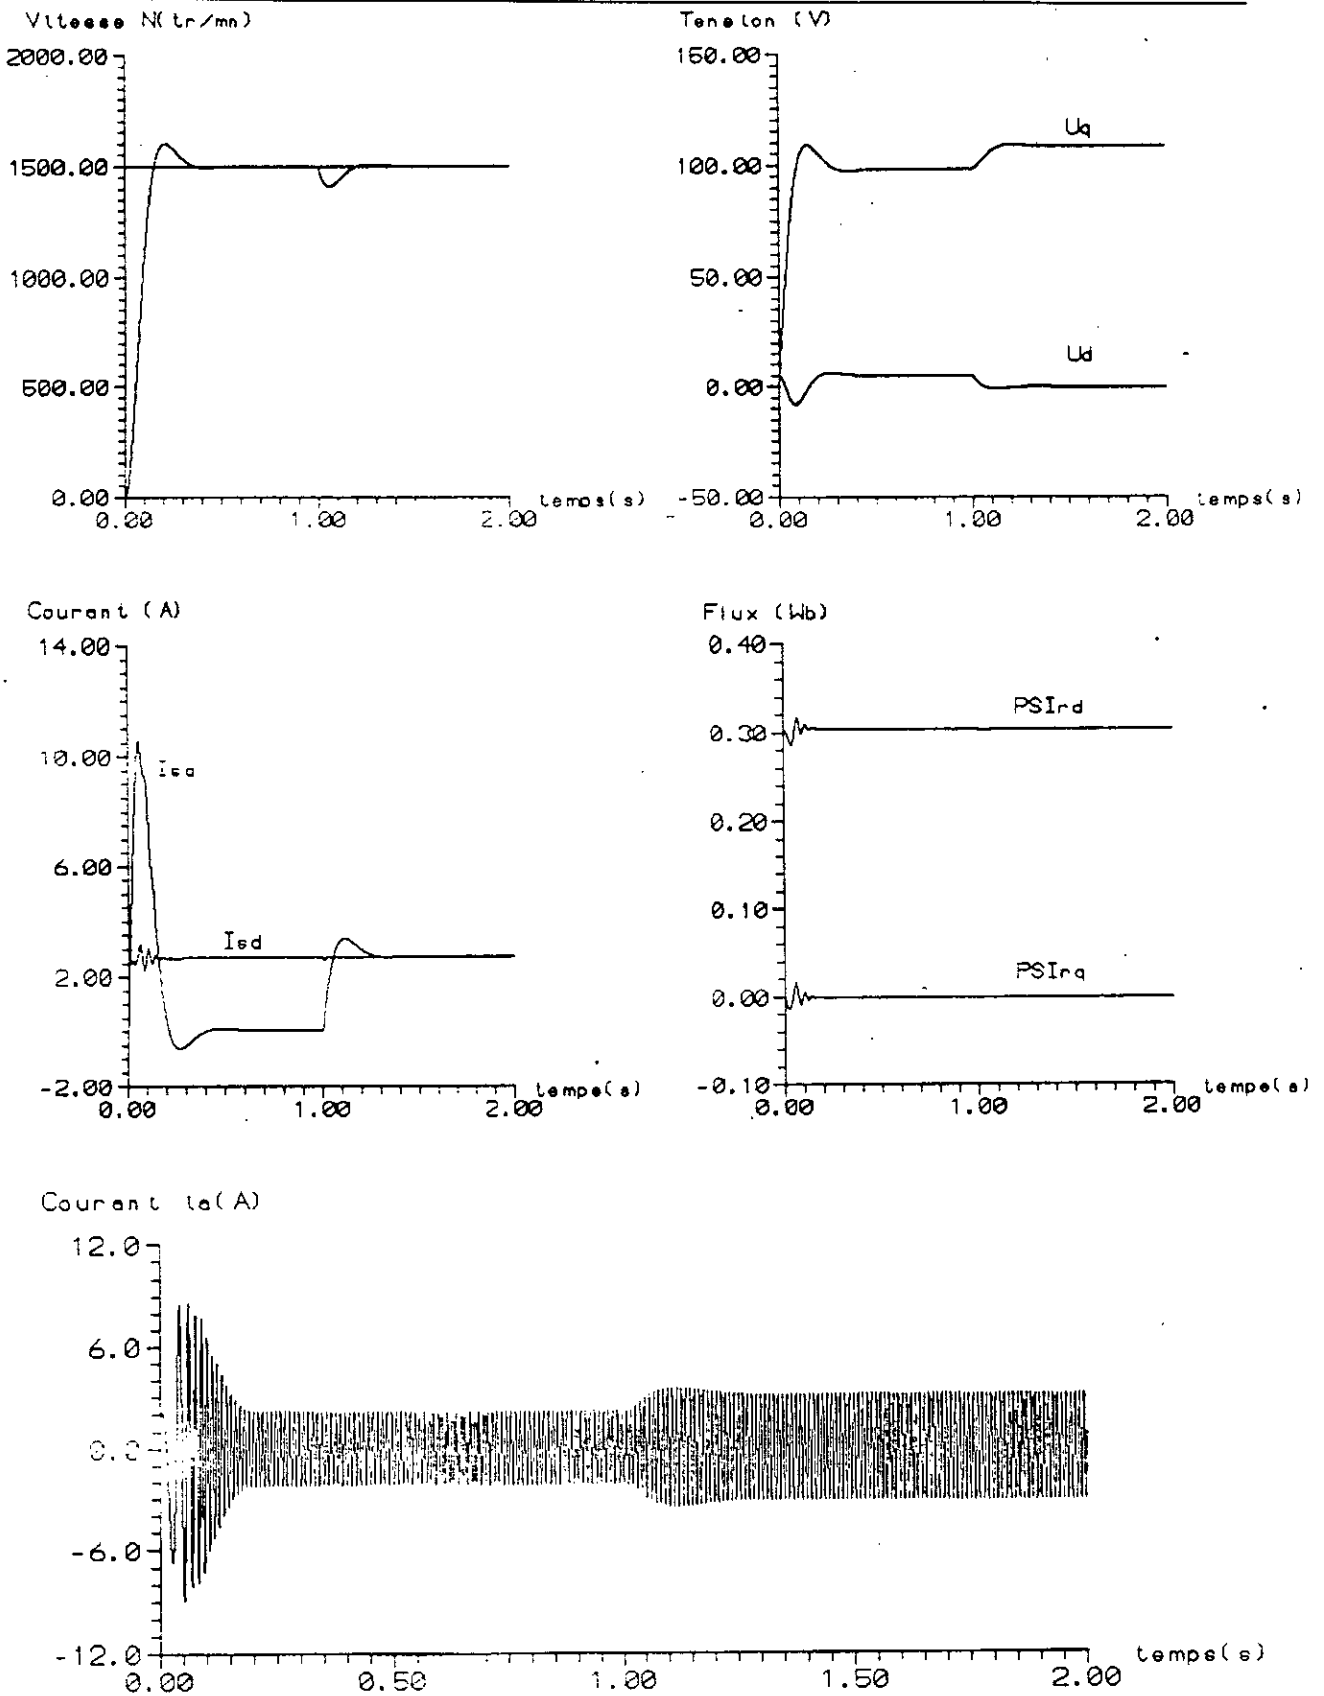 Vitesse N(tr/mn)
2000.00
1500.00
1000.00
500.00
0.00
0.00
1.00
2.00
temps(s)
Tension (V)
150.00
100.00
50.00
0.00
-50.00
Uq
Ud
0.00
1.00
2.00
temps(s)
Courant (A)
14.00
10.00
6.00
2.00
-2.00
Isq
Isd
0.00
1.00
2.00
temps(s)
Flux (Wb)
0.40
0.30
0.20
0.10
0.00
-0.10
PSIrd
PSIrq
0.00
1.00
2.00
temps(s)
Courant ia(A)
12.0
6.0
0.0
-6.0
-12.0
0.00
0.50
1.00
1.50
2.00
temps(s)